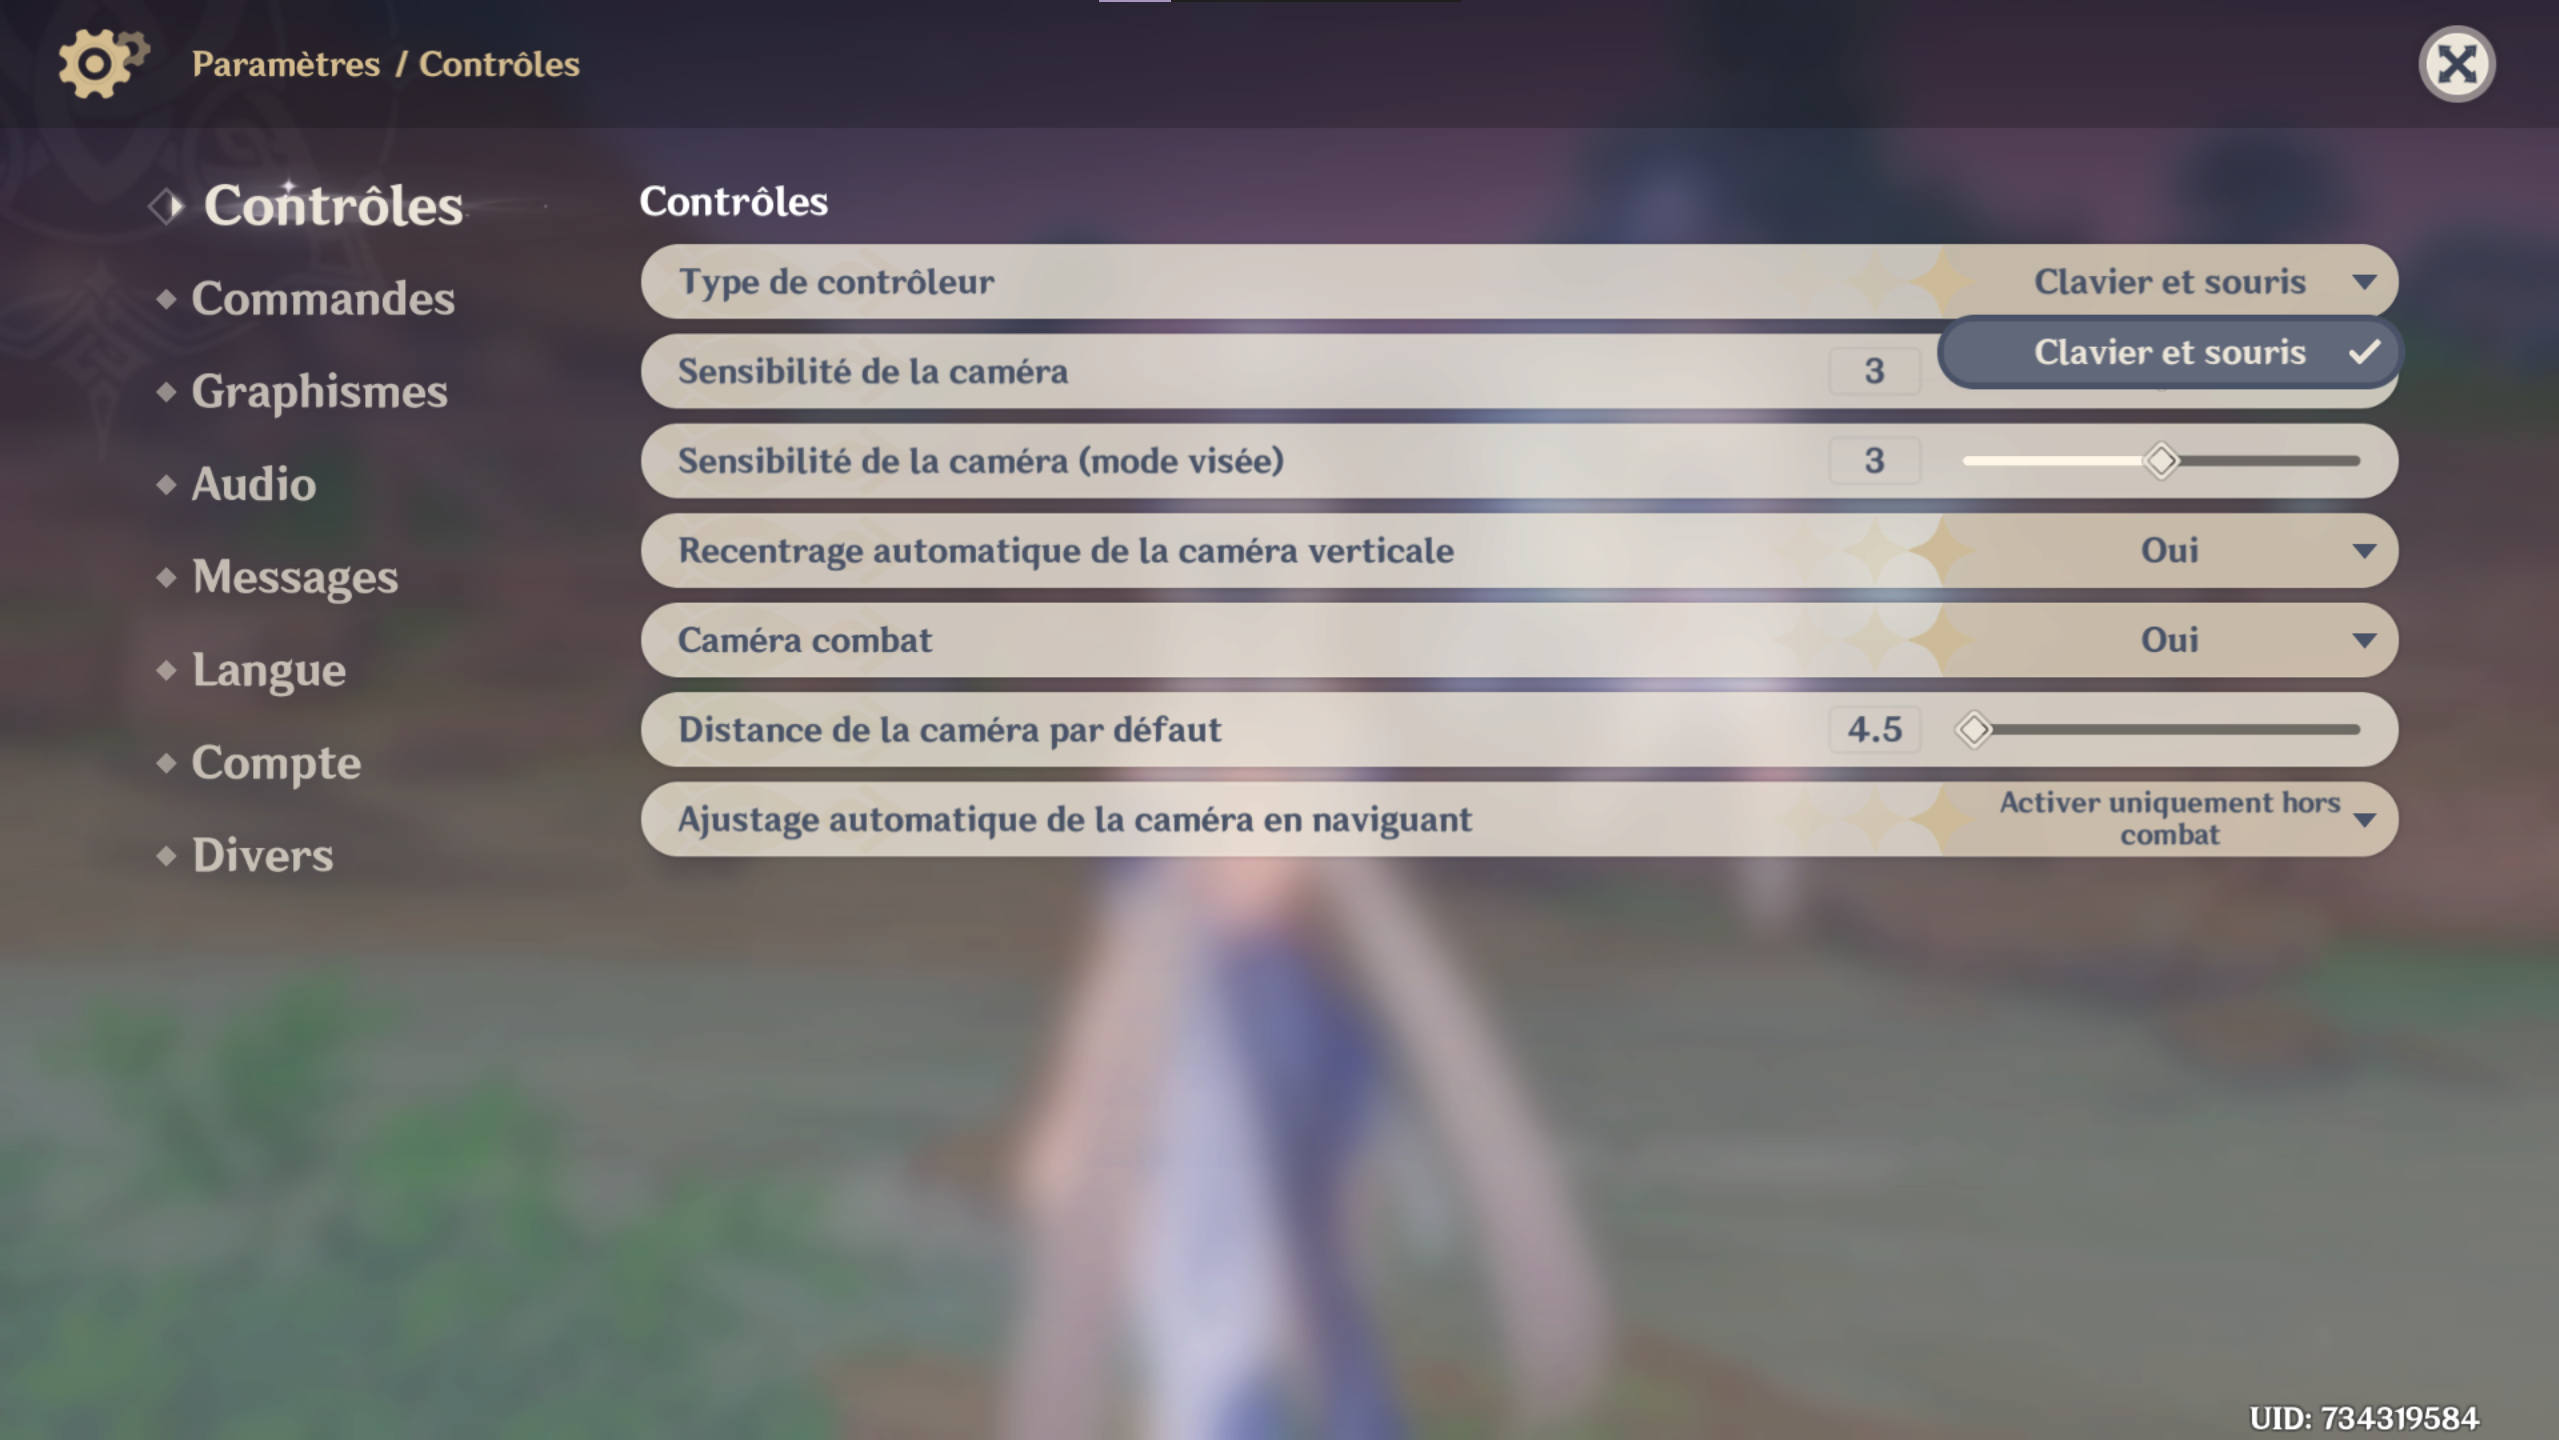 Paramètres / Contrôles
Contrôles
Commandes
Graphismes
Audio
Messages
Langue
Compte
Divers
Contrôles
Type de contrôleur
Clavier et souris
Clavier et souris
Sensibilité de la caméra
3
Sensibilité de la caméra (mode visée)
3
Recentrage automatique de la caméra verticale
Oui
Caméra combat
Oui
Distance de la caméra par défaut
4.5
Ajustage automatique de la caméra en naviguant
Activer uniquement hors
combat
UID: 734319584